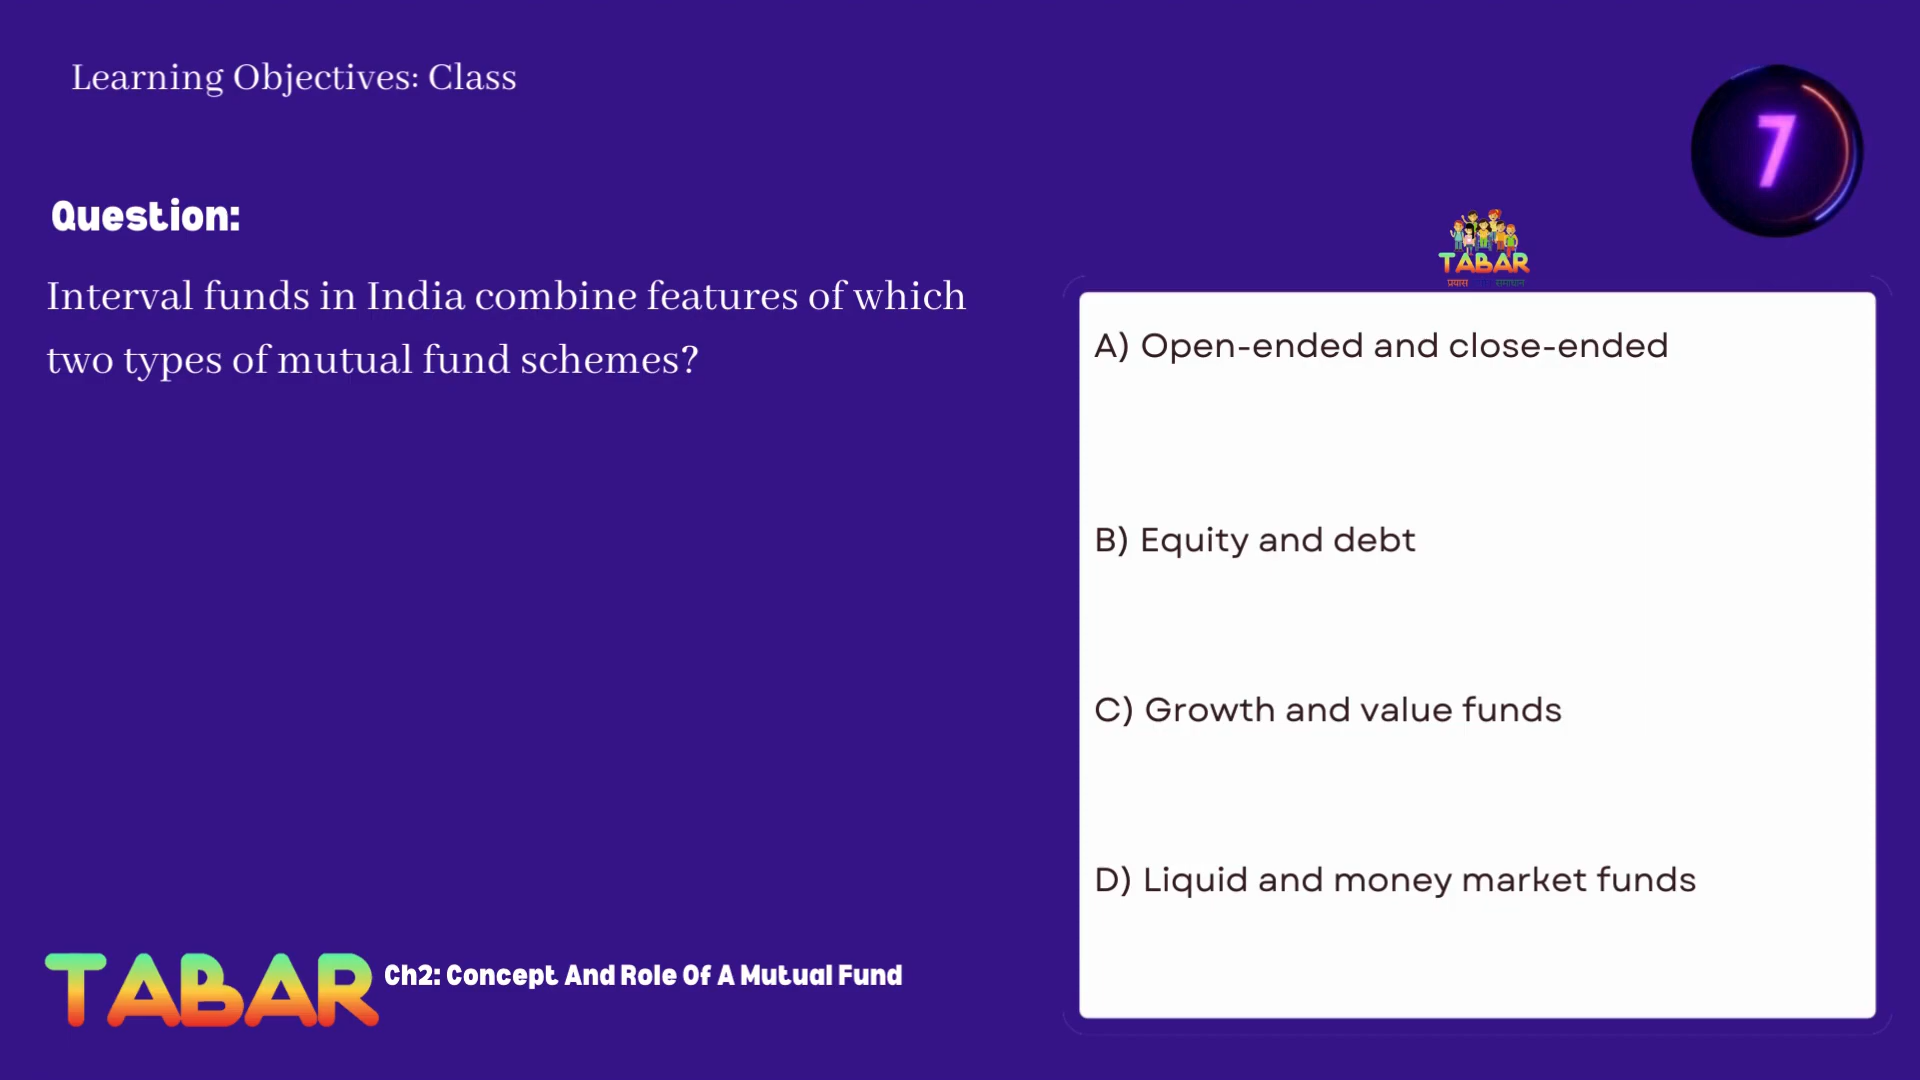 Learning Objectives: Class
7
Question:
Interval funds in India combine features of which
two types of mutual fund schemes?
TABAR
प्रयास समाधान
A) Open-ended and close-ended
B) Equity and debt
C) Growth and value funds
D) Liquid and money market funds
TABAR
Ch2: Concept And Role Of A Mutual Fund